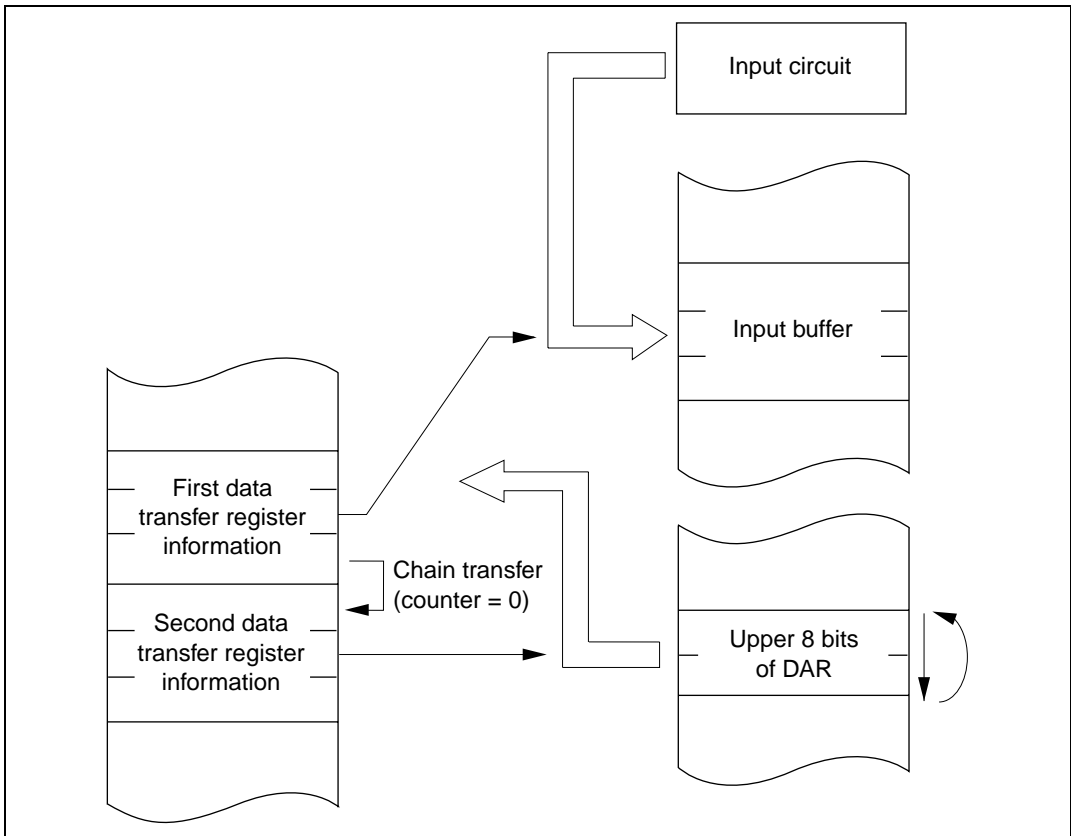 Input circuit
Input buffer
First data
transfer register
information
Chain transfer
(counter = 0)
Second data
transfer register
information
Upper 8 bits
of DAR